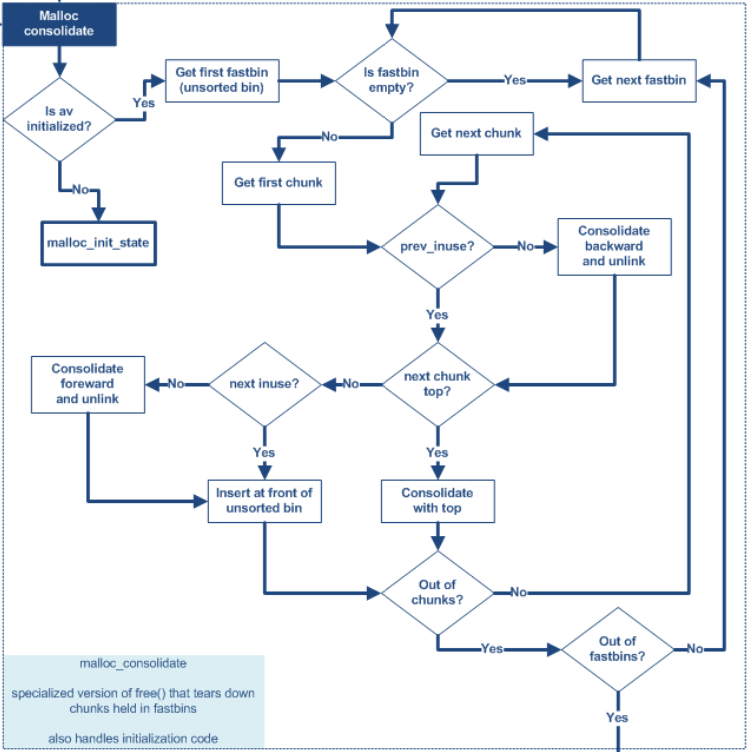 Malloc
consolidate
Is av
initialized?
Yes
No
malloc_init_state
Get first fastbin
(unsorted bin)
Is fastbin
empty?
Yes
Get next fastbin
No
Get first chunk
Get next chunk
prev_inuse?
No
Consolidate
backward
and unlink
Yes
next chunk
top?
No
next inuse?
No
Consolidate
foreward
and unlink
Yes
Insert at front of
unsorted bin
Yes
Consolidate
with top
Out of
chunks?
No
Yes
Out of
fastbins?
No
Yes
malloc_consolidate
specialized version of free() that tears down
chunks held in fastbins
also handles initialization code